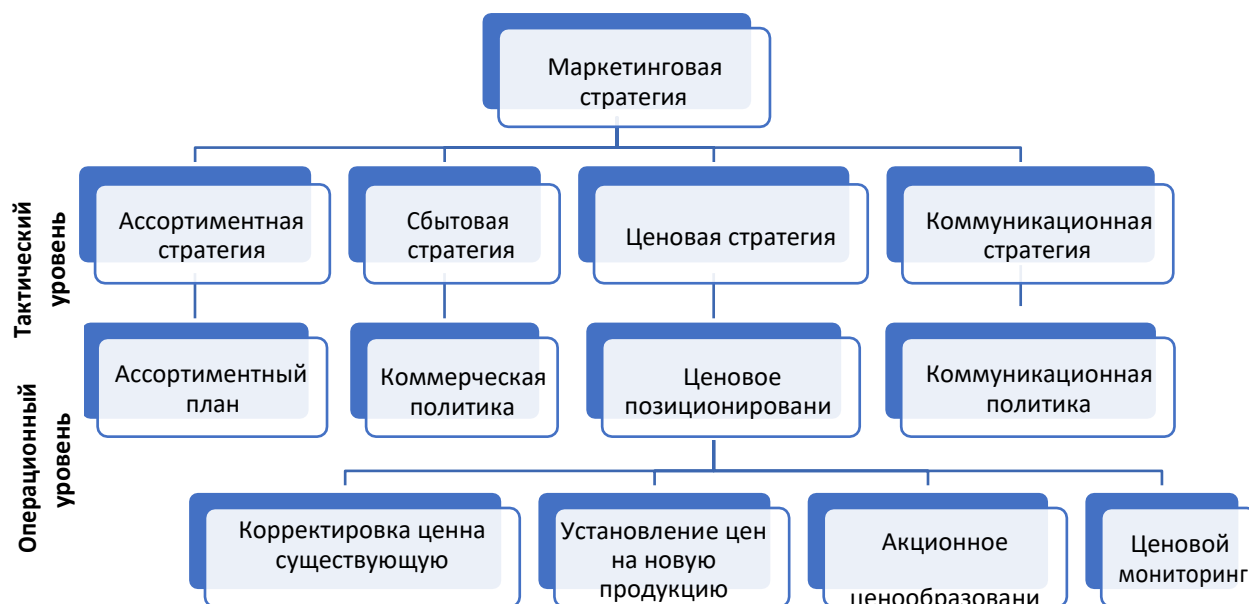 Маркетинговая
стратегия
Тактический
уровень
Ассортиментная
стратегия
Сбытовая
стратегия
Ценовая стратегия
Коммуникационная
стратегия
Операционный
уровень
Ассортиментный
план
Коммерческая
политика
Ценовое
позиционировани
Коммуникационная
политика
Корректировка ценна
существующую
Установление цен
на новую
продукцию
Акционное
ценообразовани
Ценовой
мониторинг